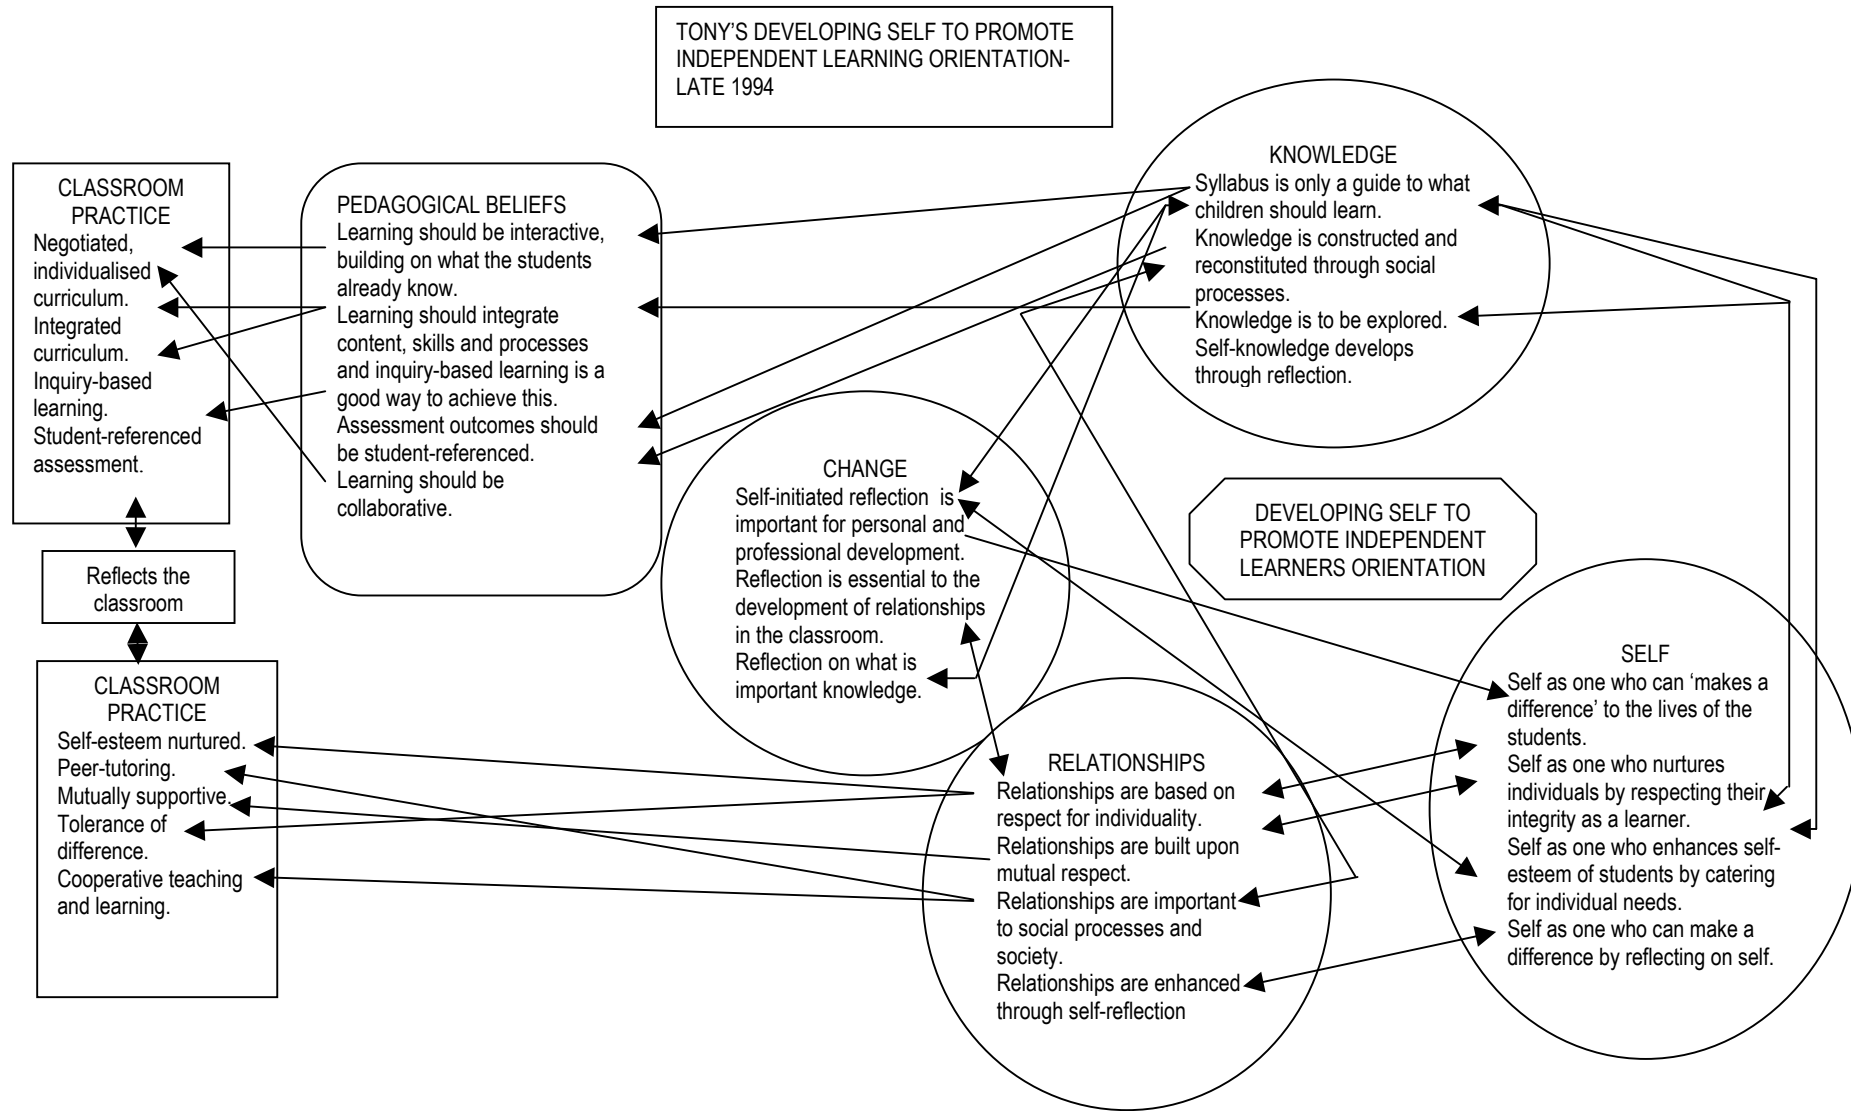 TONY’S DEVELOPING SELF TO PROMOTE
INDEPENDENT LEARNING ORIENTATION-
LATE 1994
CLASSROOM
PRACTICE
Negotiated,
individualised
curriculum.
Integrated
curriculum.
Inquiry-based
learning.
Student-referenced
assessment.
Reflects the
classroom
CLASSROOM
PRACTICE
Self-esteem nurtured.
Peer-tutoring.
Mutually supportive.
Tolerance of
difference.
Cooperative teaching
and learning.
PEDAGOGICAL BELIEFS
Learning should be interactive,
building on what the students
already know.
Learning should integrate
content, skills and processes
and inquiry-based learning is a
good way to achieve this.
Assessment outcomes should
be student-referenced.
Learning should be
collaborative.
KNOWLEDGE
Syllabus is only a guide to what
children should learn.
Knowledge is constructed and
reconstituted through social
processes.
Knowledge is to be explored.
Self-knowledge develops
through reflection.
CHANGE
Self-initiated reflection  is
important for personal and
professional development.
Reflection is essential to the
development of relationships
in the classroom.
Reflection on what is
important knowledge.
DEVELOPING SELF TO
PROMOTE INDEPENDENT
LEARNERS ORIENTATION
RELATIONSHIPS
Relationships are based on
respect for individuality.
Relationships are built upon
mutual respect.
Relationships are important
to social processes and
society.
Relationships are enhanced
through self-reflection
SELF
Self as one who can ‘makes a
difference’ to the lives of the
students.
Self as one who nurtures
individuals by respecting their
integrity as a learner.
Self as one who enhances self-
esteem of students by catering
for individual needs.
Self as one who can make a
difference by reflecting on self.